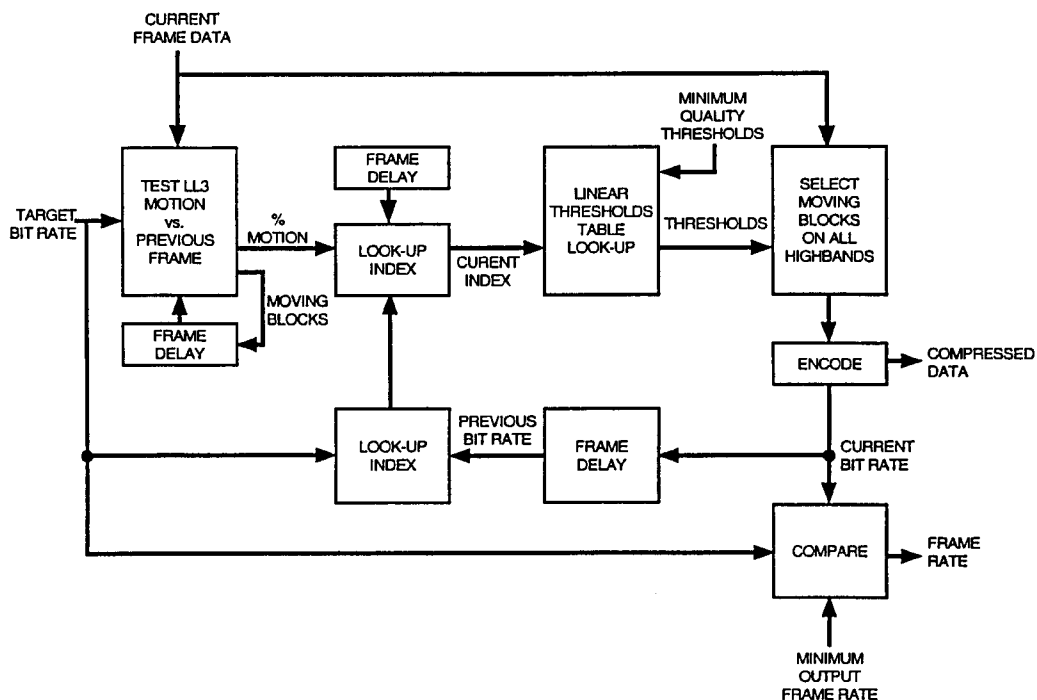 CURRENT
FRAME DATA
MINIMUM
QUALITY
THRESHOLDS
TARGET
BIT RATE
TEST LL3
MOTION
vs.
PREVIOUS
FRAME
%
MOTION
MOVING
BLOCKS
FRAME
DELAY
FRAME
DELAY
LOOK-UP
INDEX
CURENT
INDEX
LINEAR
THRESHOLDS
TABLE
LOOK-UP
THRESHOLDS
SELECT
MOVING
BLOCKS
ON ALL
HIGHBANDS
ENCODE
COMPRESSED
DATA
LOOK-UP
INDEX
PREVIOUS
BIT RATE
FRAME
DELAY
CURRENT
BIT RATE
COMPARE
FRAME
RATE
MINIMUM
OUTPUT
FRAME RATE